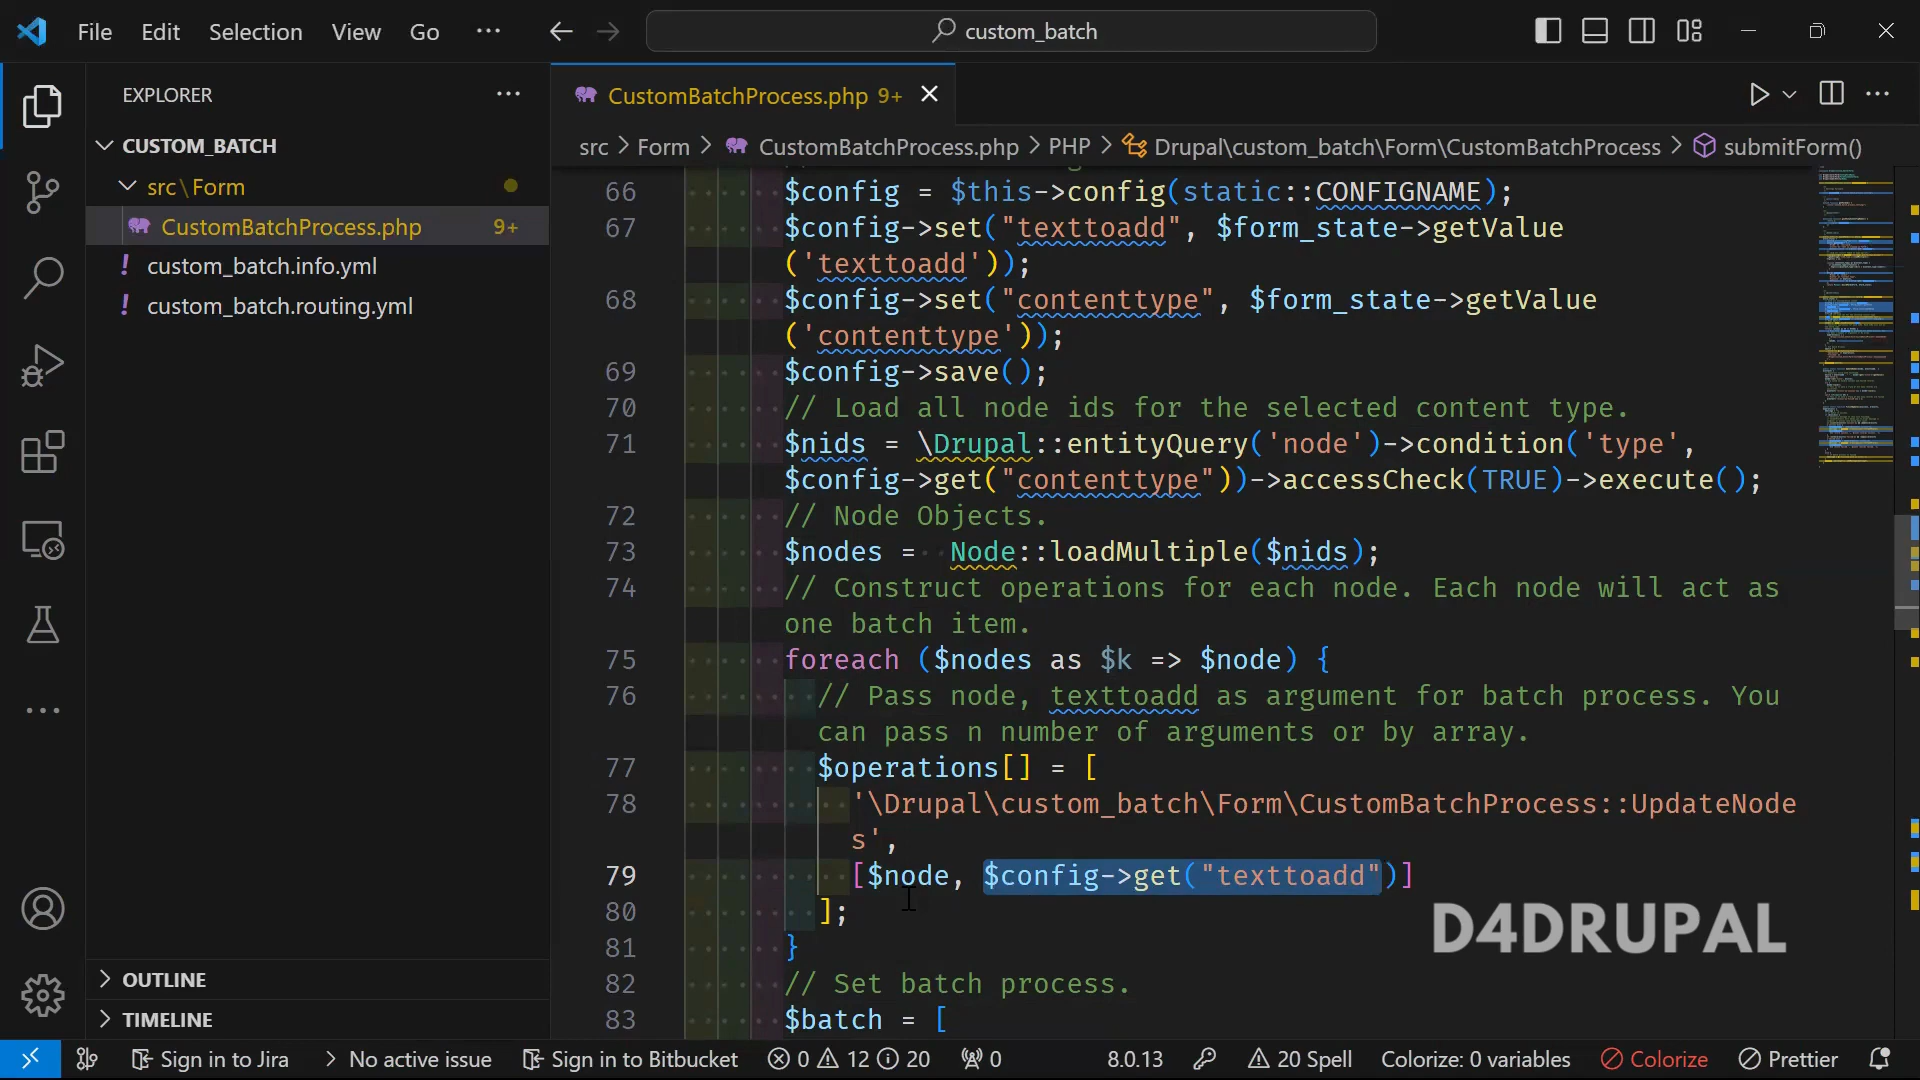 File Edit Selection View Go ··· custom_batch
EXPLORER ···
CUSTOM_BATCH
src\Form
CustomBatchProcess.php 9+
custom_batch.info.yml
custom_batch.routing.yml
OUTLINE
TIMELINE
CustomBatchProcess.php 9+
src > Form > CustomBatchProcess.php > PHP > Drupal\custom_batch\Form\CustomBatchProcess > submitForm()
66 $config = $this->config(static::CONFIGNAME);
67 $config->set("texttoadd", $form_state->getValue
('texttoadd'));
68 $config->set("contenttype", $form_state->getValue
('contenttype'));
69 $config->save();
70 // Load all node ids for the selected content type.
71 $nids = \Drupal::entityQuery('node')->condition('type',
$config->get("contenttype"))->accessCheck(TRUE)->execute();
72 // Node Objects.
73 $nodes =  Node::loadMultiple($nids);
74 // Construct operations for each node. Each node will act as
one batch item.
75 foreach ($nodes as $k => $node) {
76 // Pass node, texttoadd as argument for batch process. You
can pass n number of arguments or by array.
77 $operations[] = [
78 '\Drupal\custom_batch\Form\CustomBatchProcess::UpdateNode
s',
79 [$node, $config->get("texttoadd")]
80 ];
81 }
82 // Set batch process.
83 $batch = [
D4DRUPAL
Sign in to Jira > No active issue Sign in to Bitbucket 0 12 20 0 8.0.13 20 Spell Colorize: 0 variables Colorize Prettier